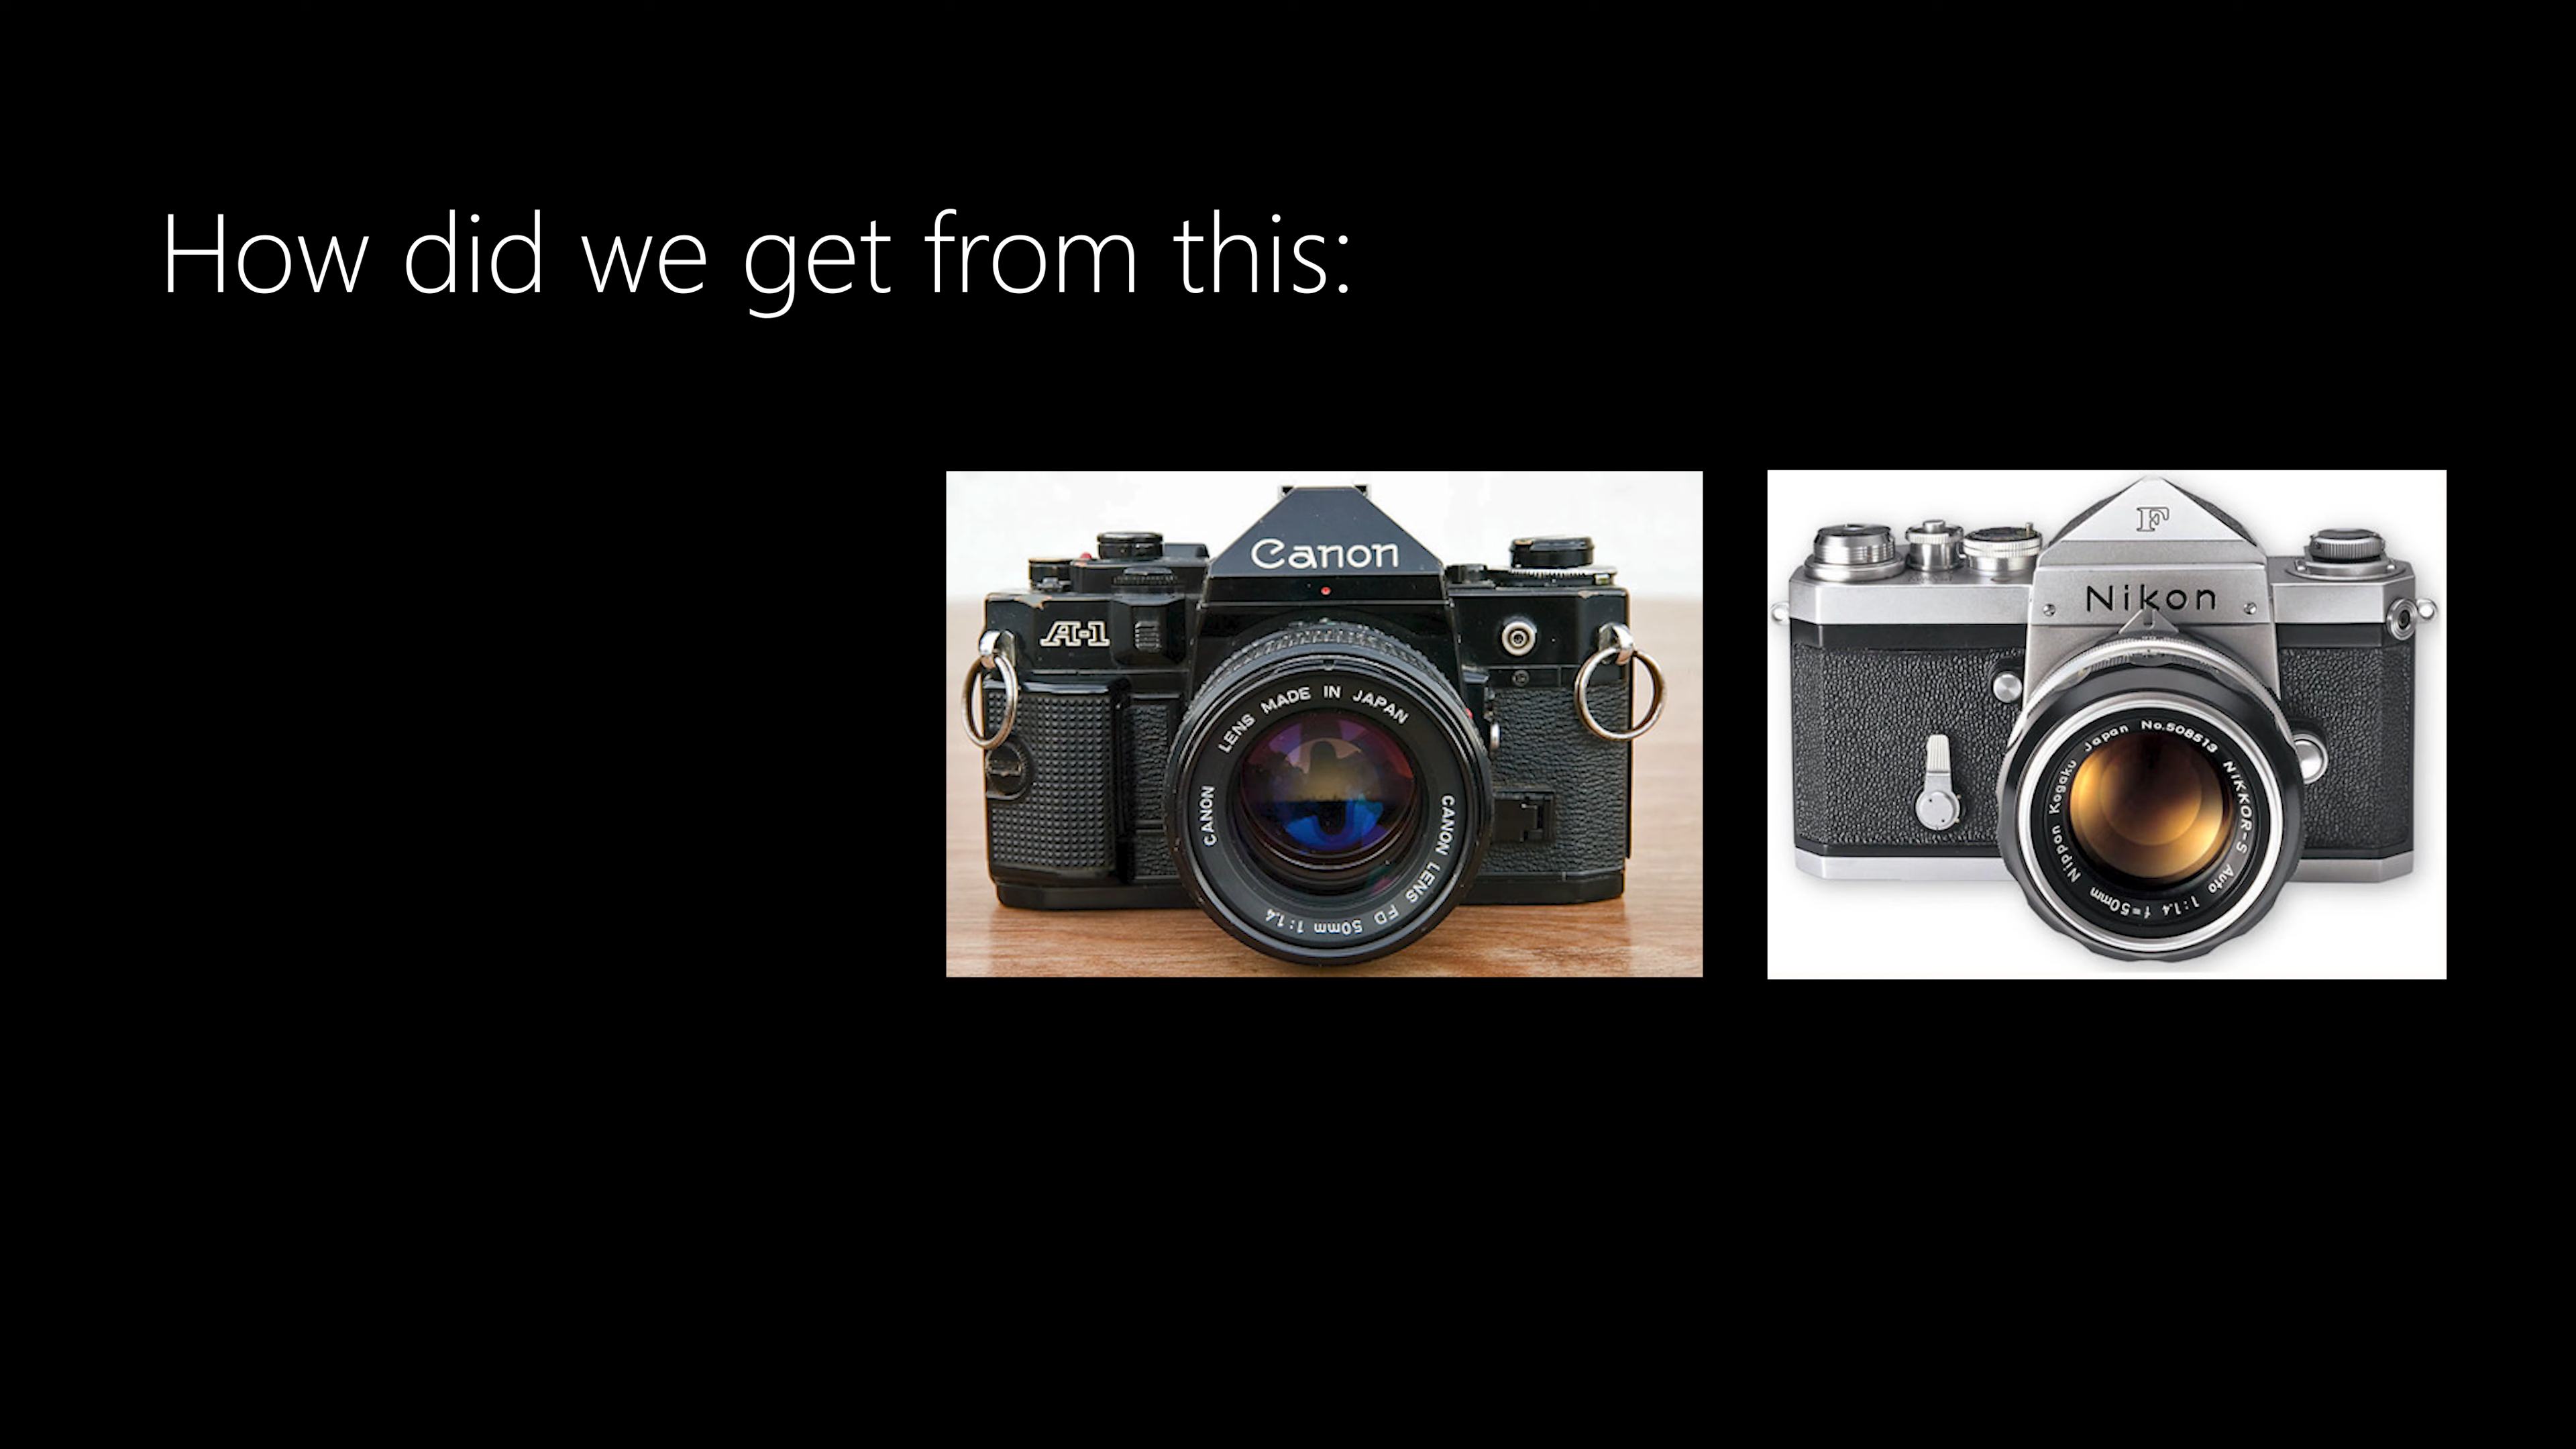 How did we get from this:
Canon
A-1
LENS MADE IN JAPAN
CANON
CANON LENS FD 50mm 1:1.4
F
Nikon
Japan No.508513
Nippon Kogaku
NIKKOR-S Auto 1:1.4 f=50mm